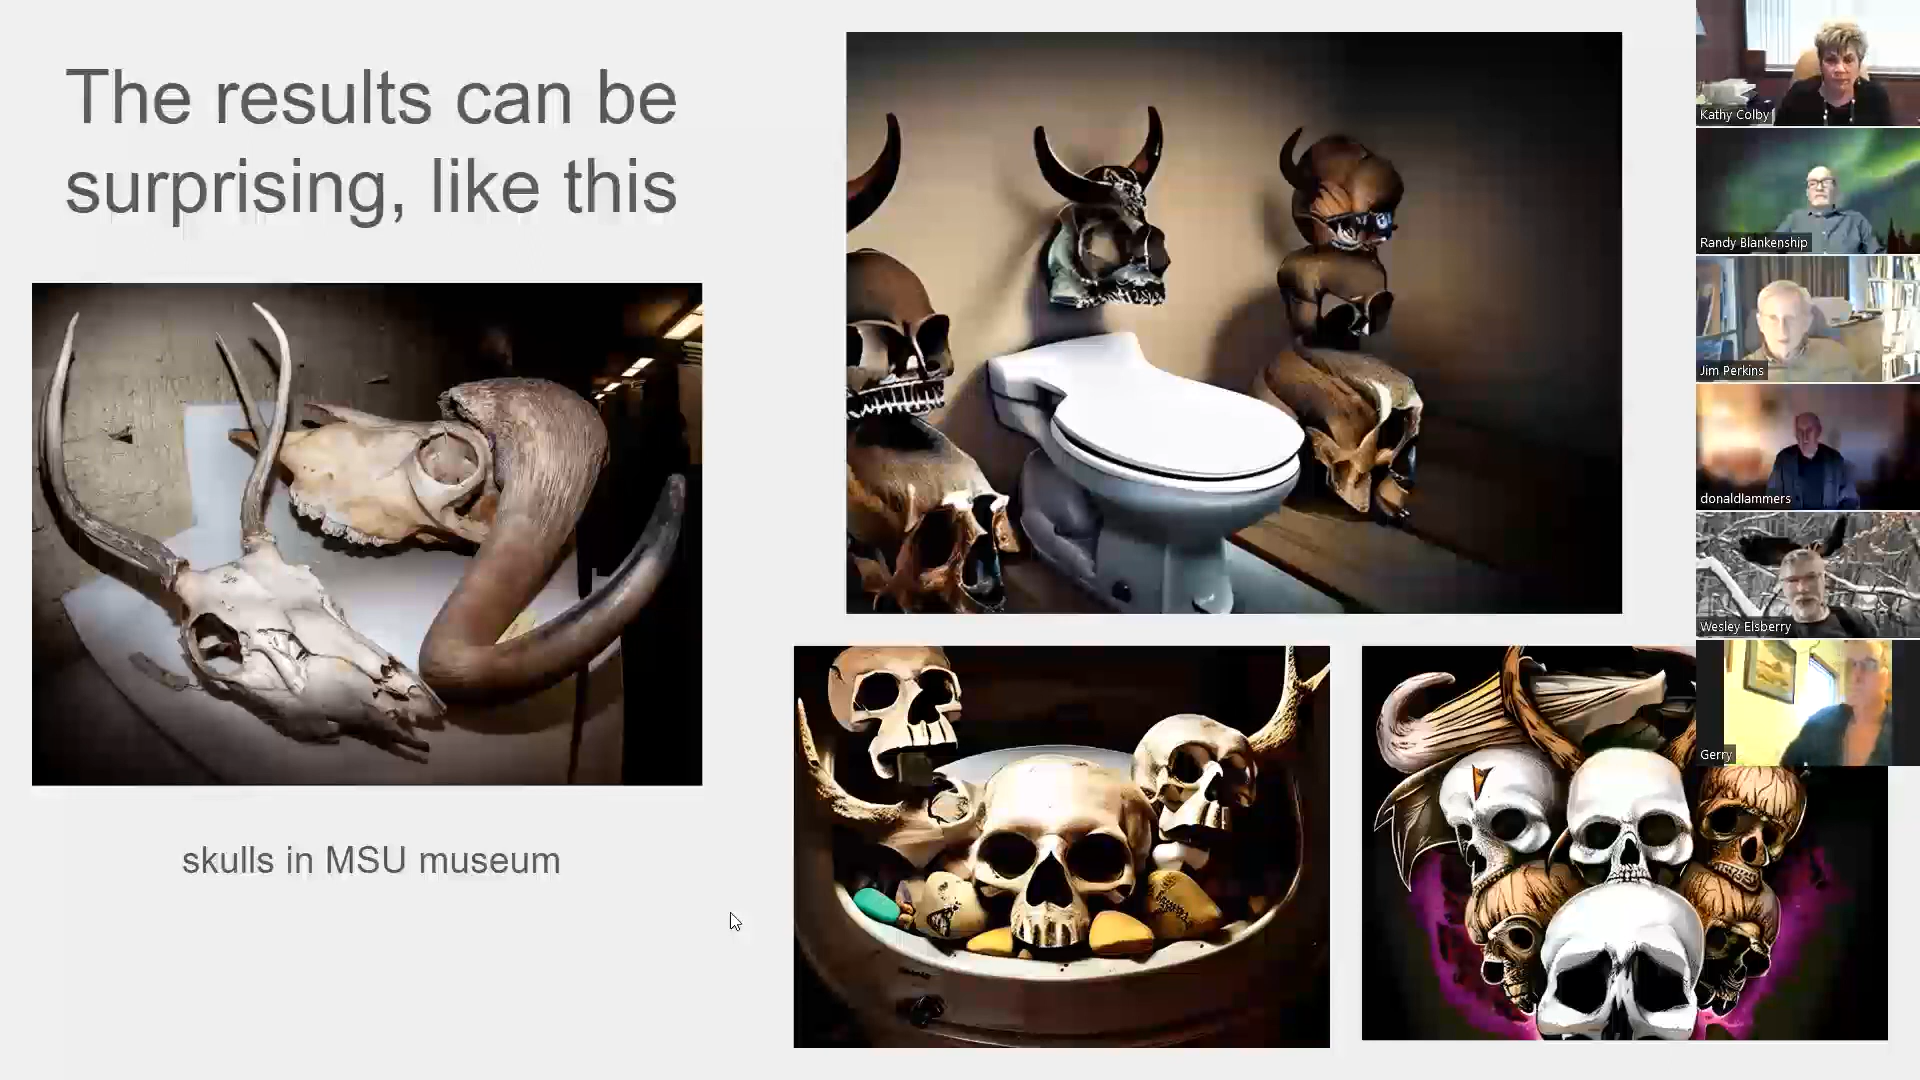 The results can be
surprising, like this
skulls in MSU museum
Kathy Colby
Randy Blankenship
Jim Perkins
donaldlammers
Wesley Elsberry
Gerry